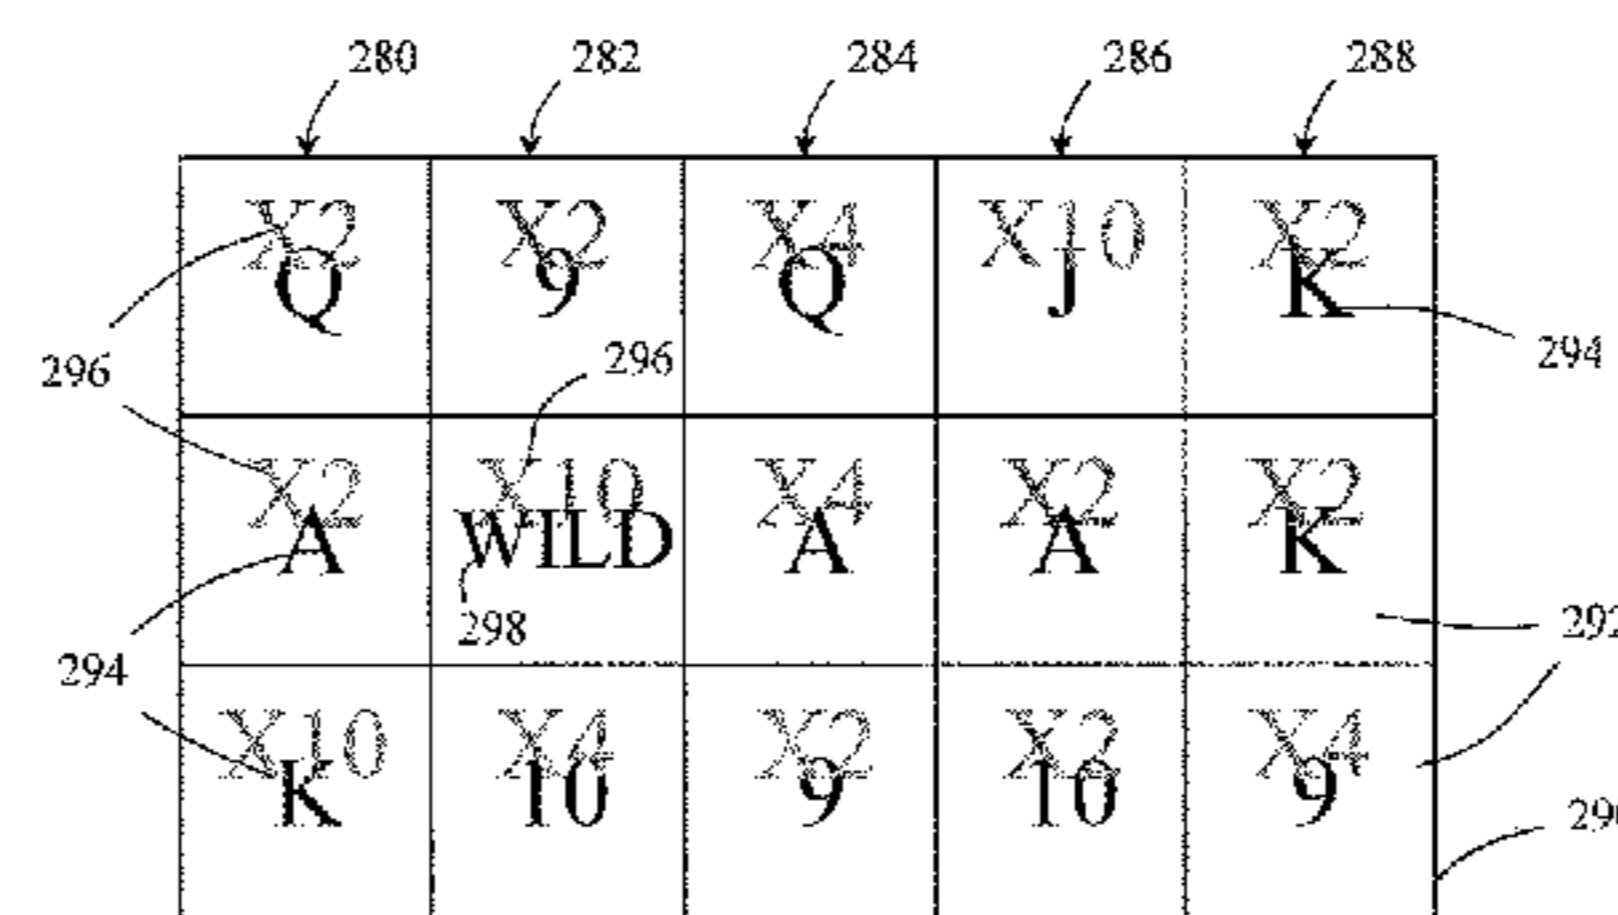 280 282 284 286 288
X2 X2 X4 X10 X2
Q 9 Q J K
296 296 294
X2 X10 X4 X2 X2
A WILD A A K
298
294
X10 X4 X2 X2 X4
K 10 9 10 9